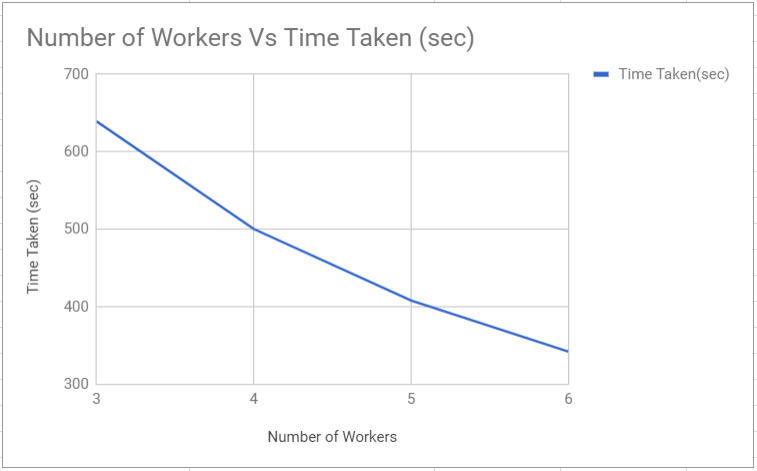 Number of Workers Vs Time Taken (sec)
Time Taken(sec)
700
600
500
400
300
Time Taken (sec)
3 4 5 6
Number of Workers